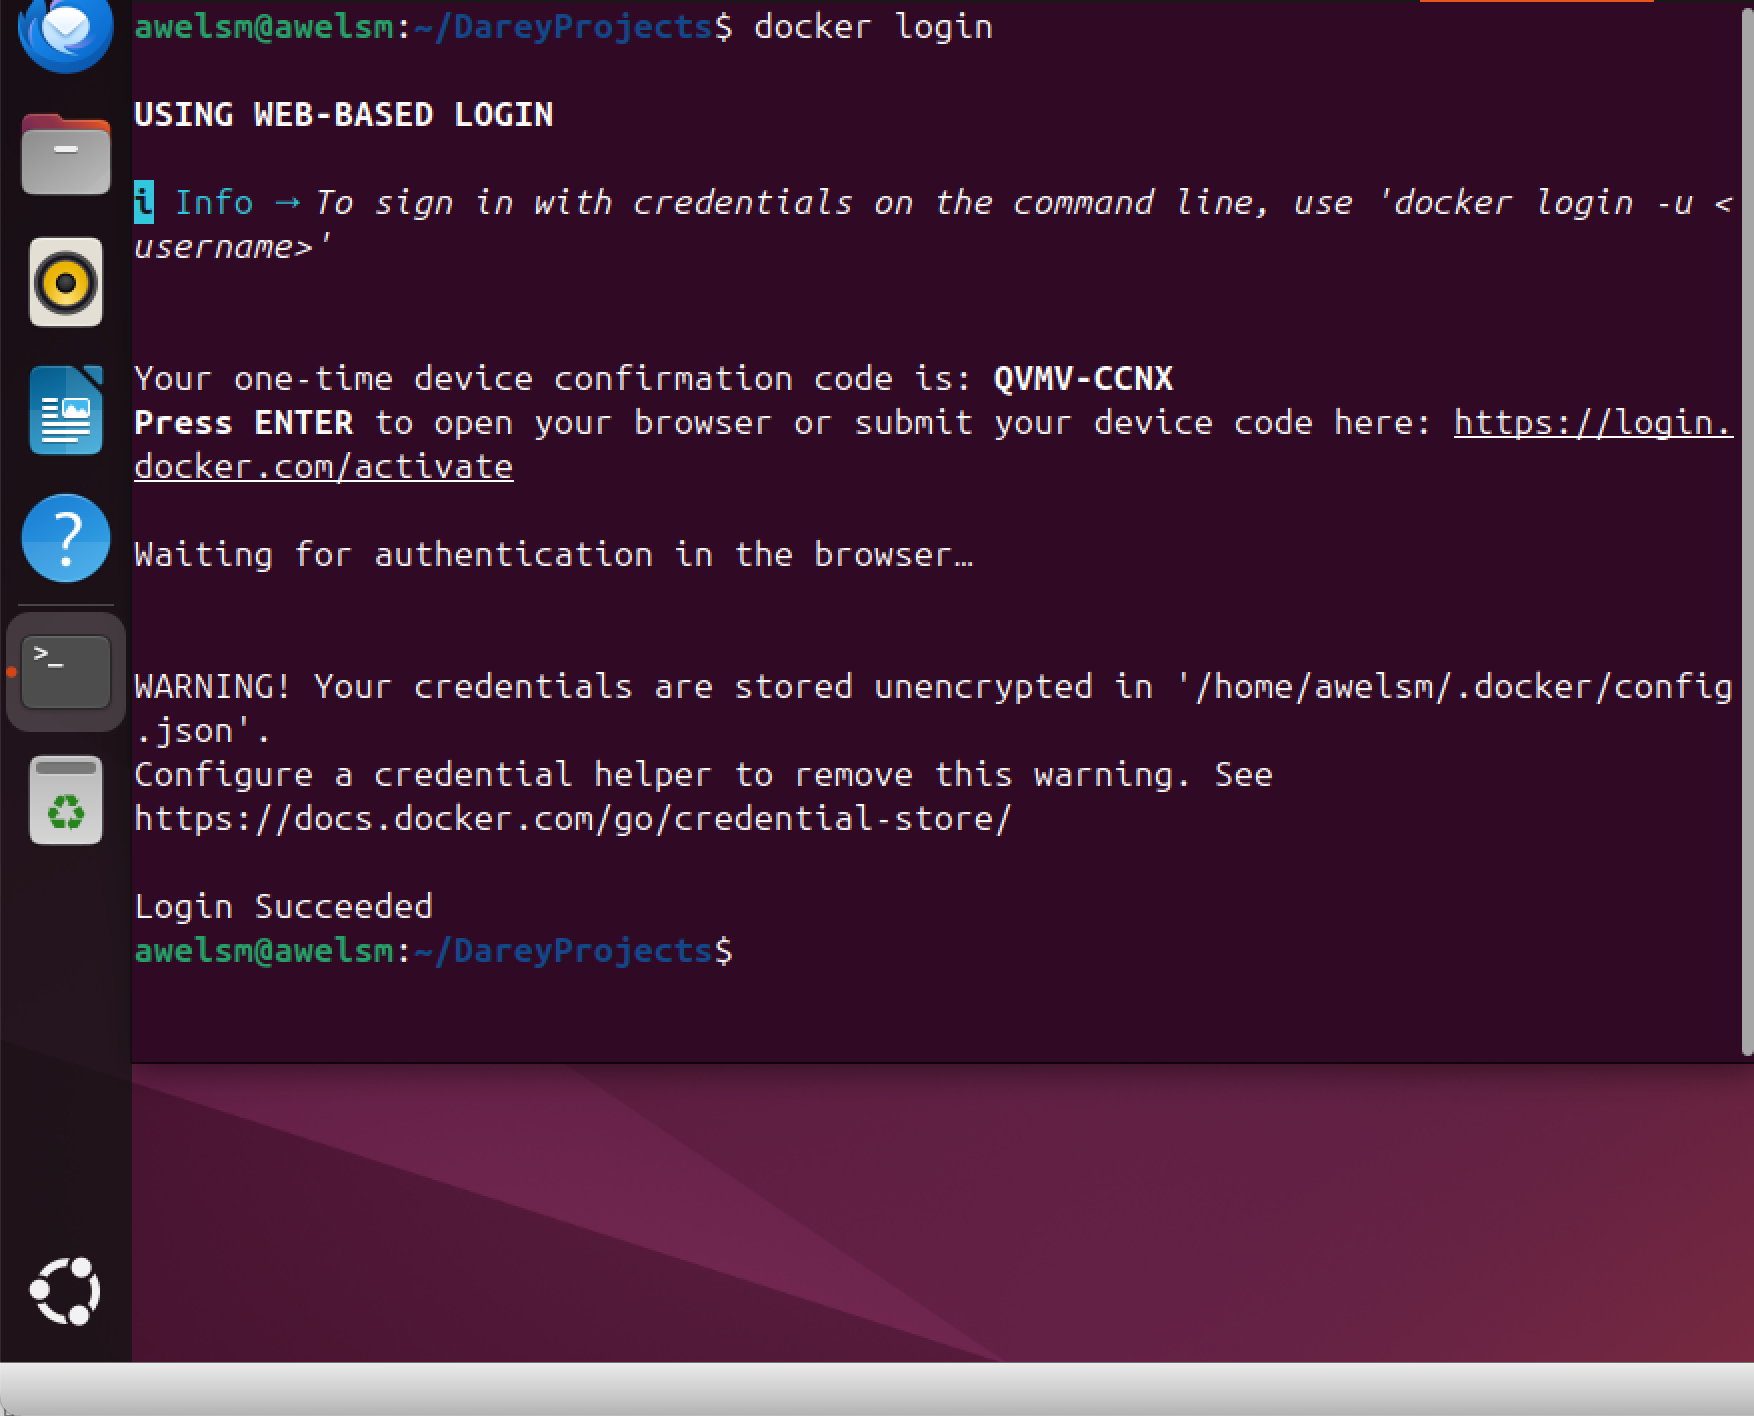 awelsm@awelsm:~/DareyProjects$ docker login
USING WEB-BASED LOGIN
i Info → To sign in with credentials on the command line, use 'docker login -u <
username>'
Your one-time device confirmation code is: QVMV-CCNX
Press ENTER to open your browser or submit your device code here: https://login.
docker.com/activate
Waiting for authentication in the browser…
WARNING! Your credentials are stored unencrypted in '/home/awelsm/.docker/config
.json'.
Configure a credential helper to remove this warning. See
https://docs.docker.com/go/credential-store/
Login Succeeded
awelsm@awelsm:~/DareyProjects$